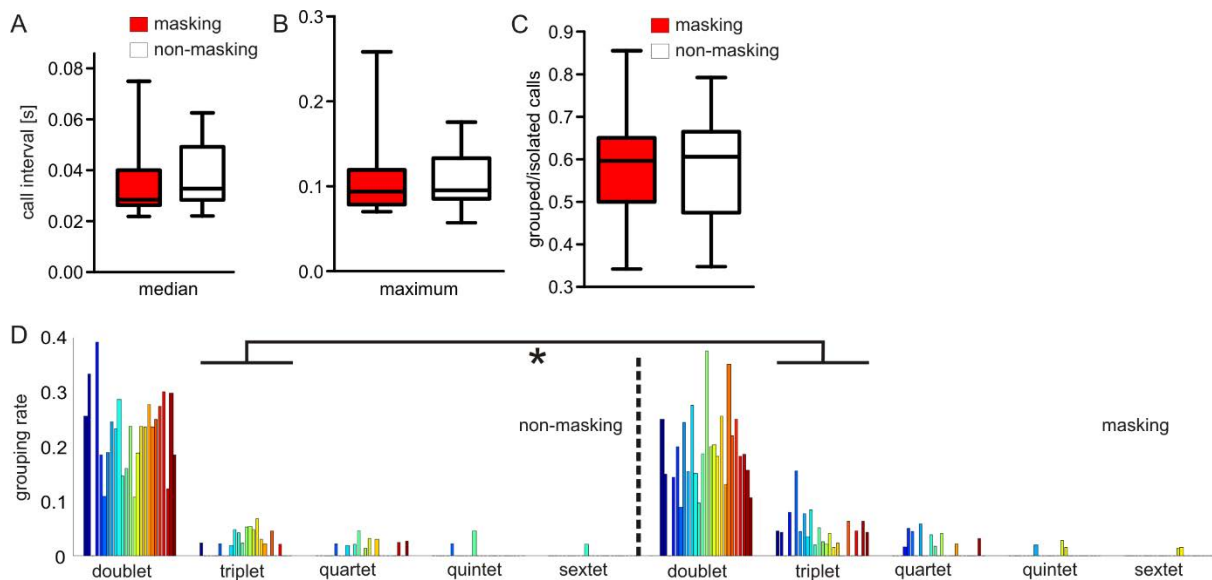 A
masking
non-masking
call interval [s]
0.08
0.06
0.04
0.02
0.00
median
B
0.3
0.2
0.1
0.0
maximum
C
masking
non-masking
grouped/isolated calls
0.9
0.8
0.7
0.6
0.5
0.4
0.3
D
grouping rate
0.4
0.3
0.2
0.1
0
*
non-masking
masking
doublet triplet quartet quintet sextet doublet triplet quartet quintet sextet